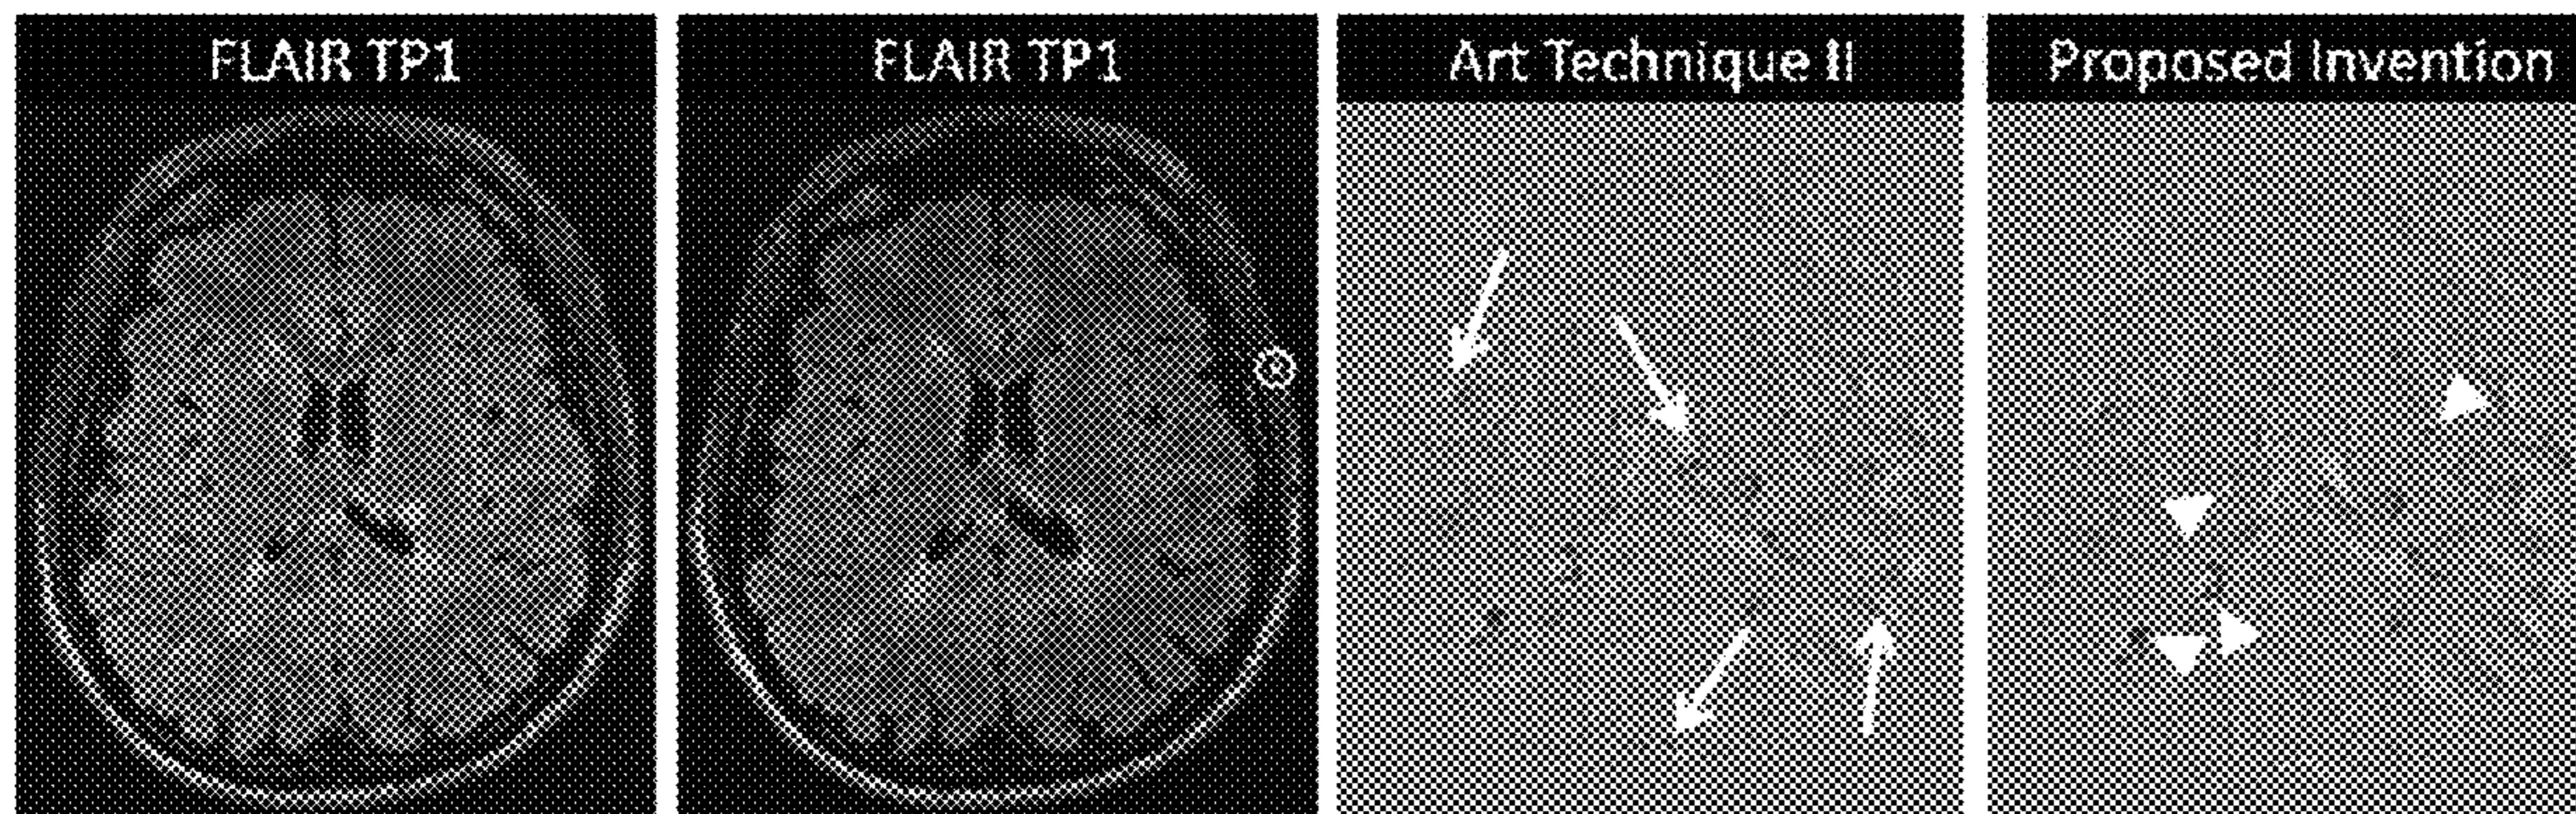 FLAIR TP1
FLAIR TP1
Art Technique II
Proposed Invention